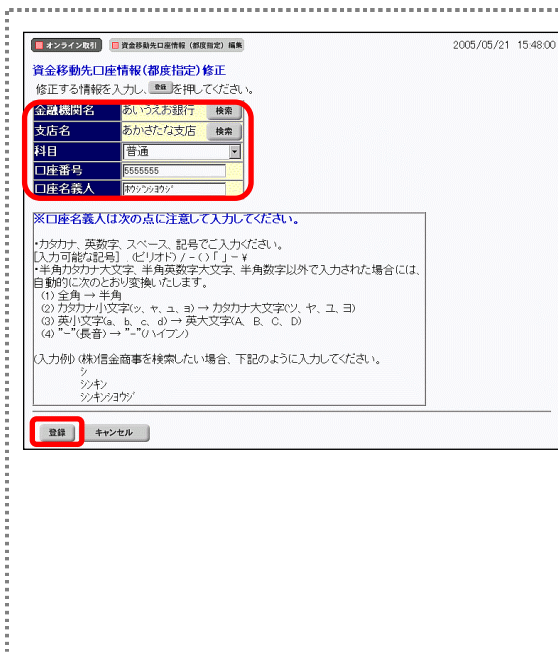 オンライン取引 資金移動先口座情報（都度指定）編集 2005/05/21 15:48:00
資金移動先口座情報(都度指定)修正
修正する情報を入力し、登録を押してください。
金融機関名 あいうえお銀行 検索
支店名 あかさたな支店 検索
科目 普通
口座番号 5555555
口座名義人 ﾎｳｼﾝｼﾖｳｼﾞ
※口座名義人は次の点に注意して入力してください。
・カタカナ、英数字、スペース、記号でご入力ください。
[入力可能な記号] .(ピリオド) / - ( ) 「 」 - ¥
・半角カタカナ大文字、半角英数字大文字、半角数字以外で入力された場合には、
自動的に次のとおり変換いたします。
(1) 全角 → 半角
(2) カタカナ小文字(ッ、ャ、ュ、ョ) → カタカナ大文字(ツ、ヤ、ユ、ヨ)
(3) 英小文字(a、b、c、d) → 英大文字(A、B、C、D)
(4) "ー"(長音) → "-"(ハイフン)
(入力例) (株)信金商事を検索したい場合、下記のように入力してください。
ｼ
ｼﾝｷﾝ
ｼﾝｷﾝｼﾖｳｼﾞ
登録 キャンセル